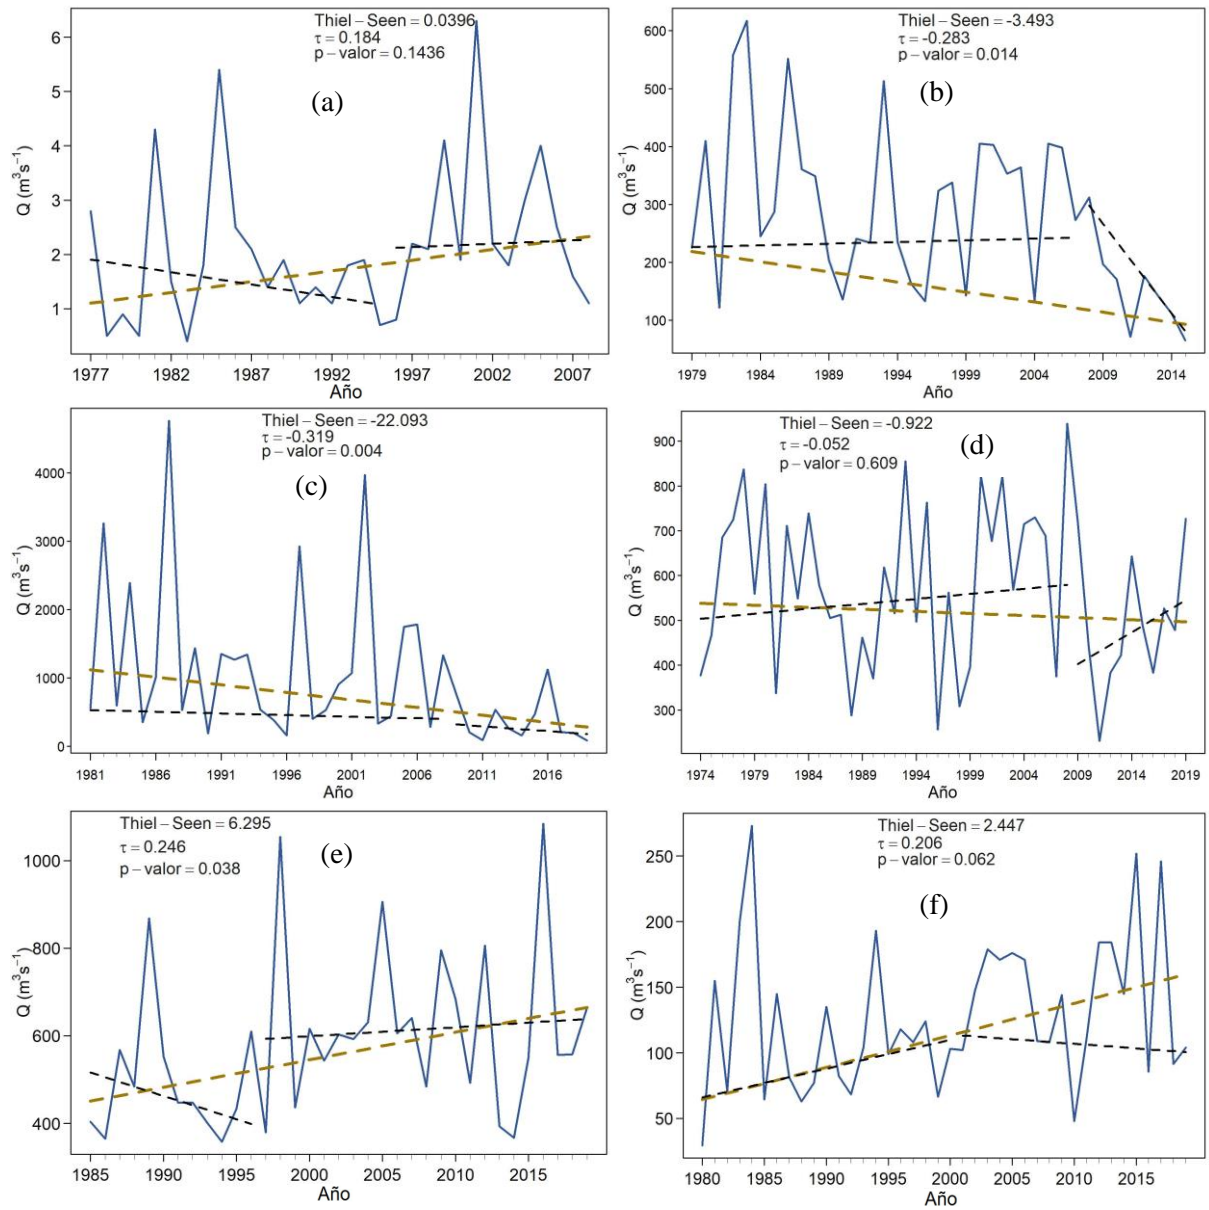 Thiel – Seen = 0.0396
τ = 0.184
p – valor = 0.1436
(a)
Q (m³s⁻¹)
6
5
4
3
2
1
1977 1982 1987 1992 1997 2002 2007
Año
Thiel – Seen = -3.493
τ = -0.283
p – valor = 0.014
(b)
Q (m³s⁻¹)
600
500
400
300
200
100
1979 1984 1989 1994 1999 2004 2009 2014
Año
Thiel – Seen = -22.093
τ = -0.319
p – valor = 0.004
(c)
Q (m³s⁻¹)
4000
3000
2000
1000
0
1981 1986 1991 1996 2001 2006 2011 2016
Año
Thiel – Seen = -0.922
τ = -0.052
p – valor = 0.609
(d)
Q (m³s⁻¹)
900
800
700
600
500
400
300
1974 1979 1984 1989 1994 1999 2004 2009 2014 2019
Año
Thiel – Seen = 6.295
τ = 0.246
p – valor = 0.038
(e)
Q (m³s⁻¹)
1000
800
600
400
1985 1990 1995 2000 2005 2010 2015
Año
Thiel – Seen = 2.447
τ = 0.206
p – valor = 0.062
(f)
Q (m³s⁻¹)
250
200
150
100
50
1980 1985 1990 1995 2000 2005 2010 2015
Año